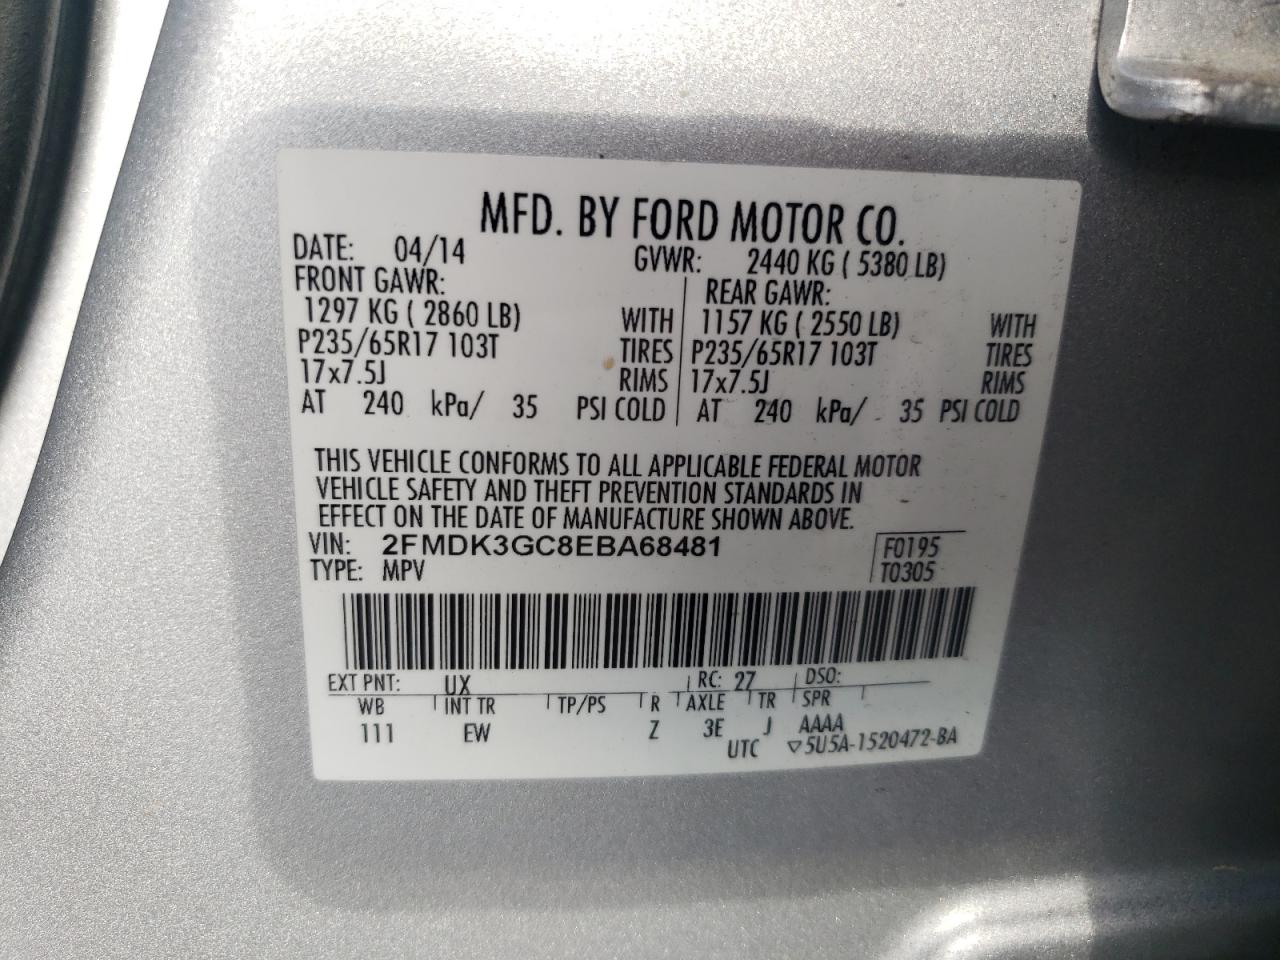 MFD. BY FORD MOTOR CO.
DATE: 04/14 GVWR: 2440 KG ( 5380 LB)
FRONT GAWR: REAR GAWR:
1297 KG ( 2860 LB) WITH 1157 KG ( 2550 LB) WITH
P235/65R17 103T TIRES P235/65R17 103T TIRES
17x7.5J RIMS 17x7.5J RIMS
AT 240 kPa/ 35 PSI COLD AT 240 kPa/ 35 PSI COLD
THIS VEHICLE CONFORMS TO ALL APPLICABLE FEDERAL MOTOR
VEHICLE SAFETY AND THEFT PREVENTION STANDARDS IN
EFFECT ON THE DATE OF MANUFACTURE SHOWN ABOVE.
VIN: 2FMDK3GC8EBA68481 F0195
TYPE: MPV T0305
EXT PNT: UX RC: 27 DSO:
WB INT TR TP/PS R AXLE TR SPR
111 EW Z 3E J AAAA
UTC ▽5U5A-1520472-BA